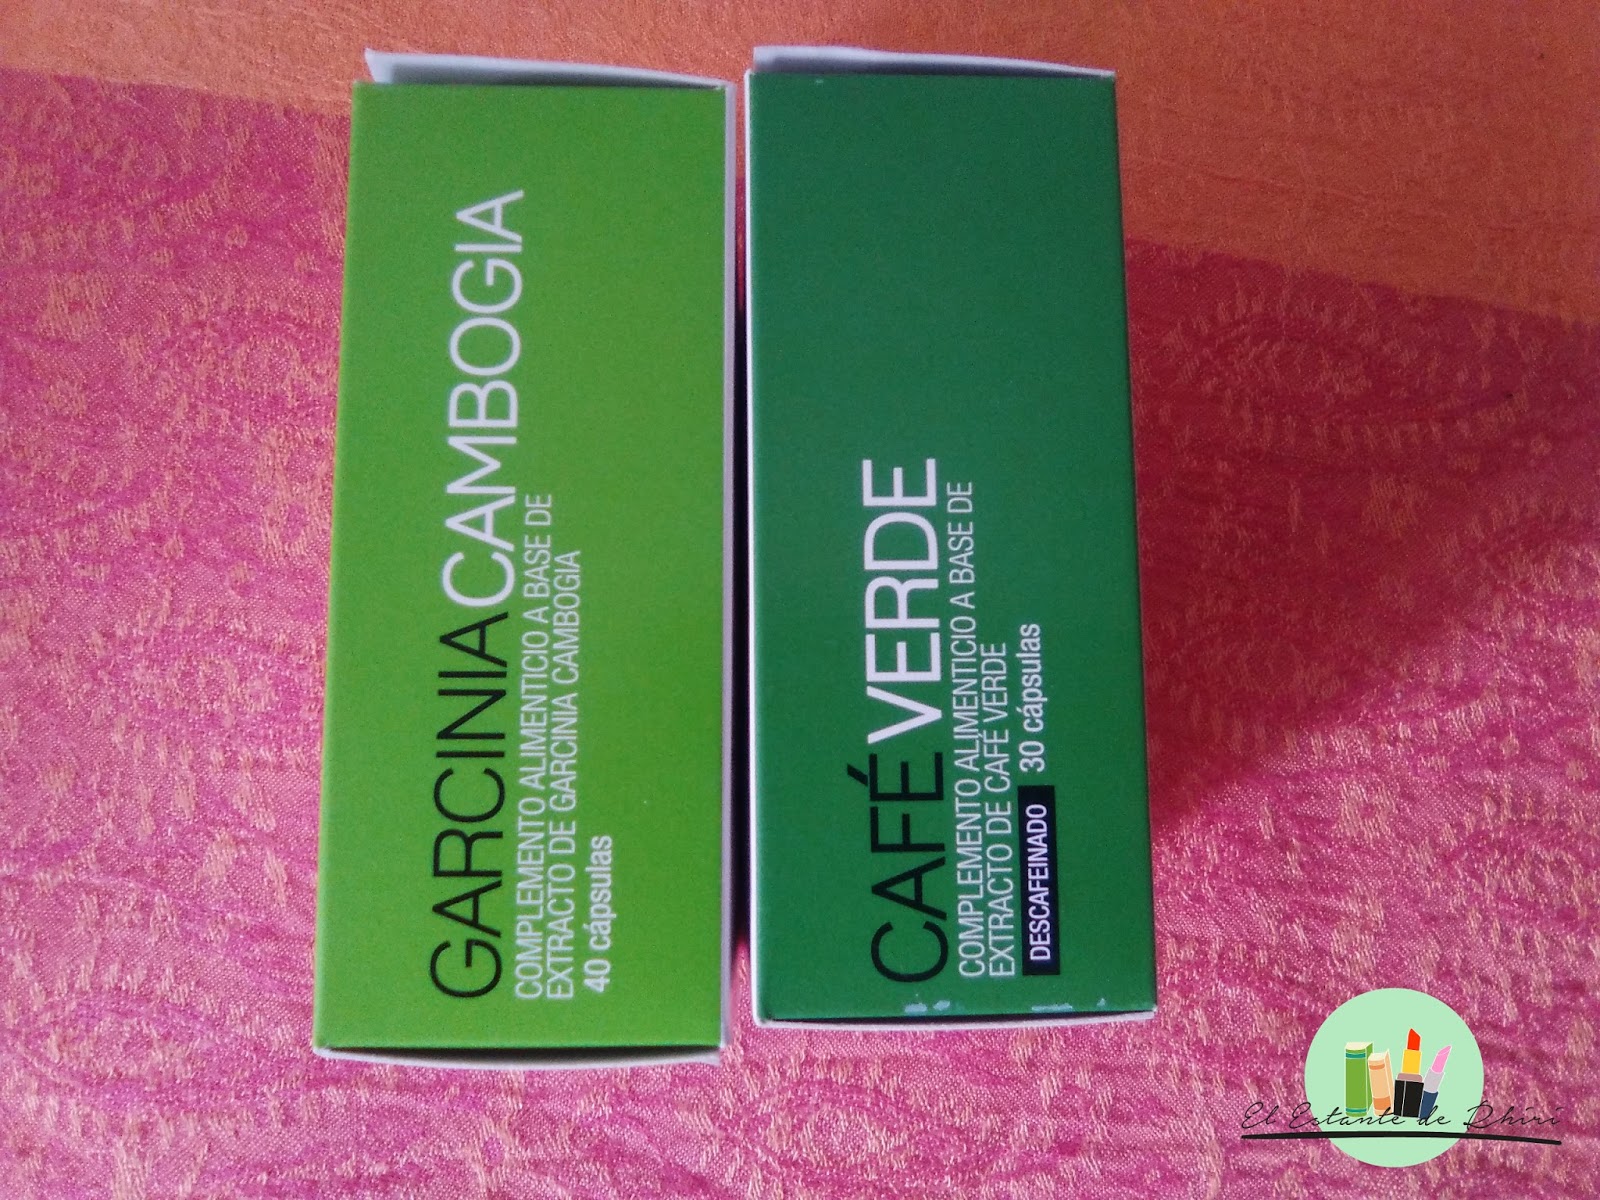 GARCINIA CAMBOGIA
COMPLEMENTO ALIMENTICIO A BASE DE
EXTRACTO DE GARCINIA CAMBOGIA
40 cápsulas
CAFÉ VERDE
COMPLEMENTO ALIMENTICIO A BASE DE
EXTRACTO DE CAFÉ VERDE
DESCAFEINADO 30 cápsulas
El Estante de Dhiri